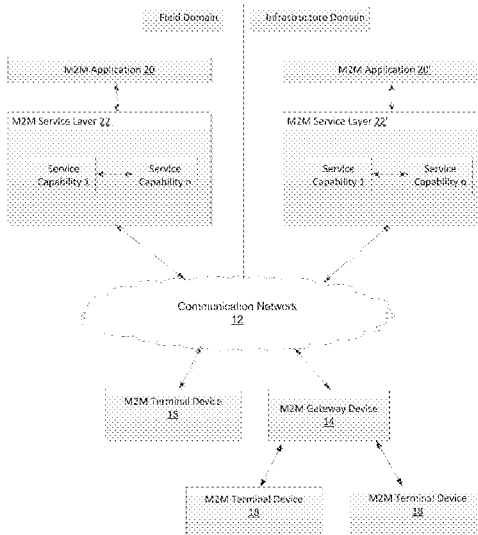 Field Domain
Infrastructure Domain
M2M Application 20
M2M Application 20'
M2M Service Layer 22
M2M Service Layer 22'
Service Capability 1
Service Capability n
Service Capability 1
Service Capability n
Communication Network
12
M2M Terminal Device
18
M2M Gateway Device
14
M2M Terminal Device
18
M2M Terminal Device
18